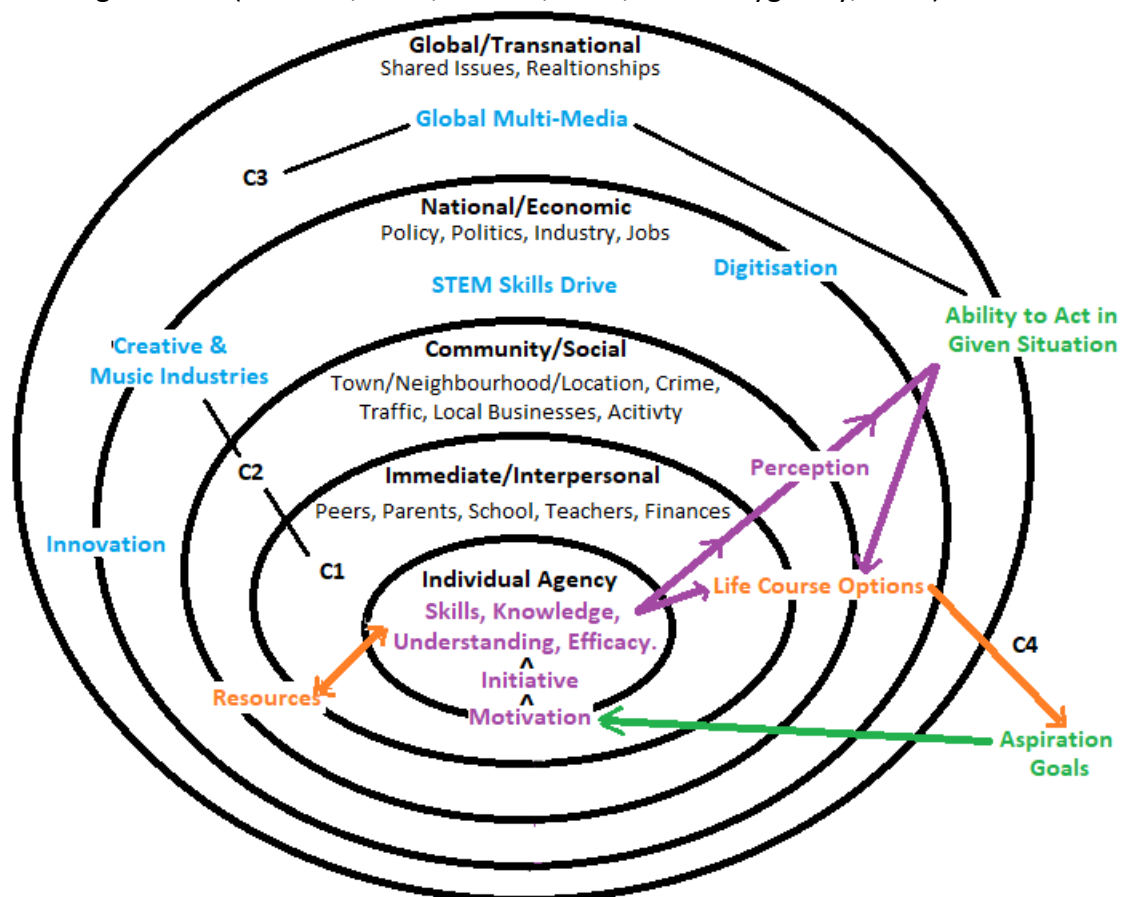 Global/Transnational
Shared Issues, Realtionships
Global Multi-Media
C3
National/Economic
Policy, Politics, Industry, Jobs
Digitisation
STEM Skills Drive
Ability to Act in
Given Situation
Creative &
Music Industries
Community/Social
Town/Neighbourhood/Location, Crime,
Traffic, Local Businesses, Acitivty
C2
Perception
Immediate/Interpersonal
Peers, Parents, School, Teachers, Finances
Innovation
C1
Individual Agency
Skills, Knowledge,
Understanding, Efficacy.
^
Initiative
^
Motivation
Life Course Options
C4
Resources
Aspiration
Goals